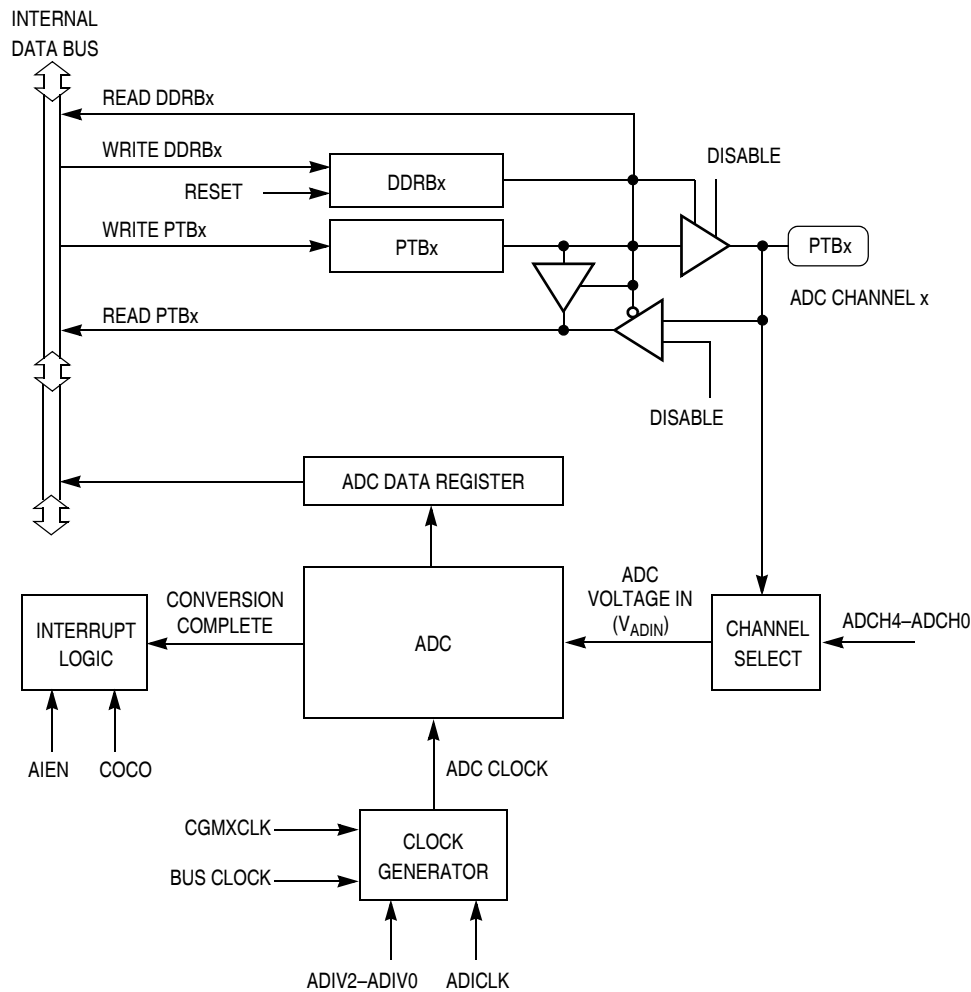 INTERNAL
DATA BUS
READ DDRBx
WRITE DDRBx
DISABLE
RESET
DDRBx
WRITE PTBx
PTBx
PTBx
ADC CHANNEL x
READ PTBx
DISABLE
ADC DATA REGISTER
INTERRUPT
LOGIC
CONVERSION
COMPLETE
ADC
ADC
VOLTAGE IN
(VADIN)
CHANNEL
SELECT
ADCH4–ADCH0
AIEN
COCO
ADC CLOCK
CGMXCLK
BUS CLOCK
CLOCK
GENERATOR
ADIV2–ADIV0
ADICLK